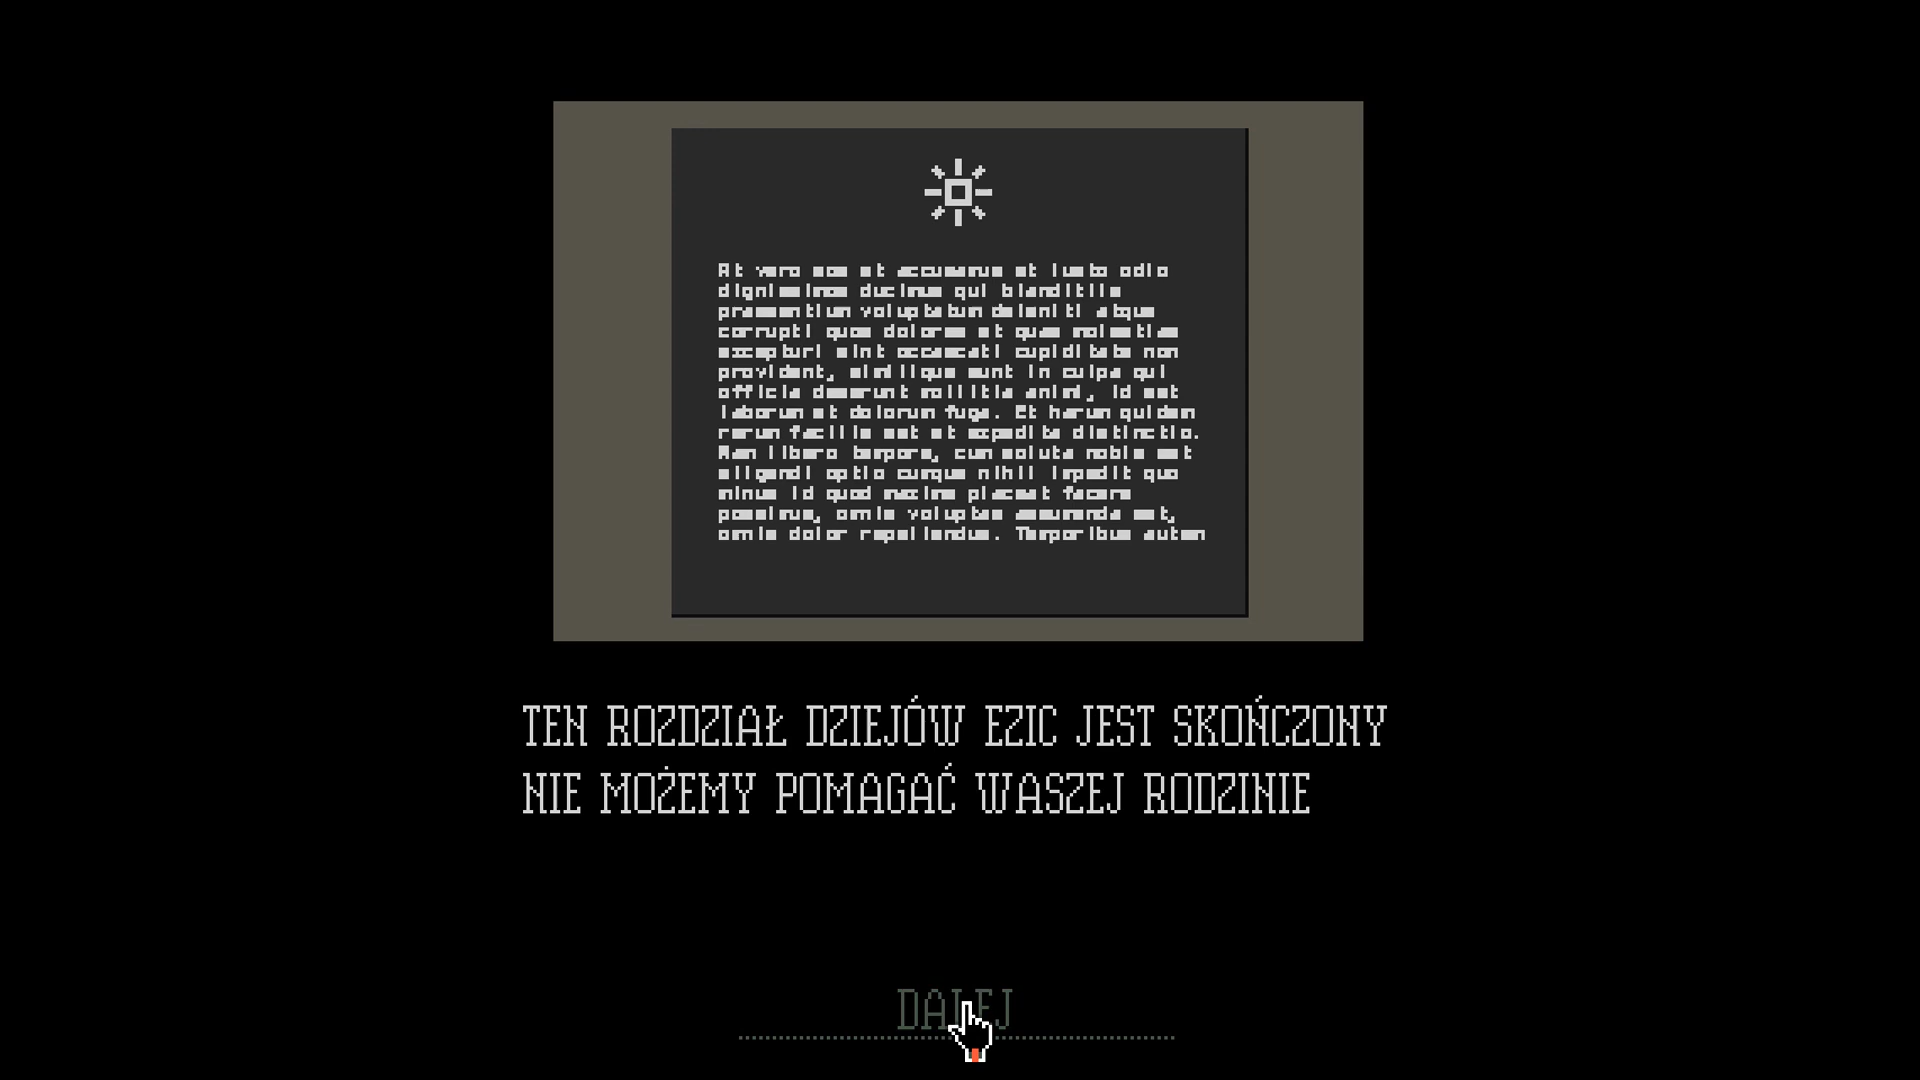 At vero eos et accusamus et iusto odio
dignissimos ducimus qui blanditiis
praesentium voluptatum deleniti atque
corrupti quos dolores et quas molestias
excepturi sint occaecati cupiditate non
provident, similique sunt in culpa qui
officia deserunt mollitia animi, id est
laborum et dolorum fuga. Et harum quidem
rerum facilis est et expedita distinctio.
Nam libero tempore, cum soluta nobis est
eligendi optio cumque nihil impedit quo
minus id quod maxime placeat facere
possimus, omnis voluptas assumenda est,
omnis dolor repellendus. Temporibus autem
TEN ROZDZIAŁ DZIEJÓW EZIC JEST SKOŃCZONY
NIE MOŻEMY POMAGAĆ WASZEJ RODZINIE
DALEJ